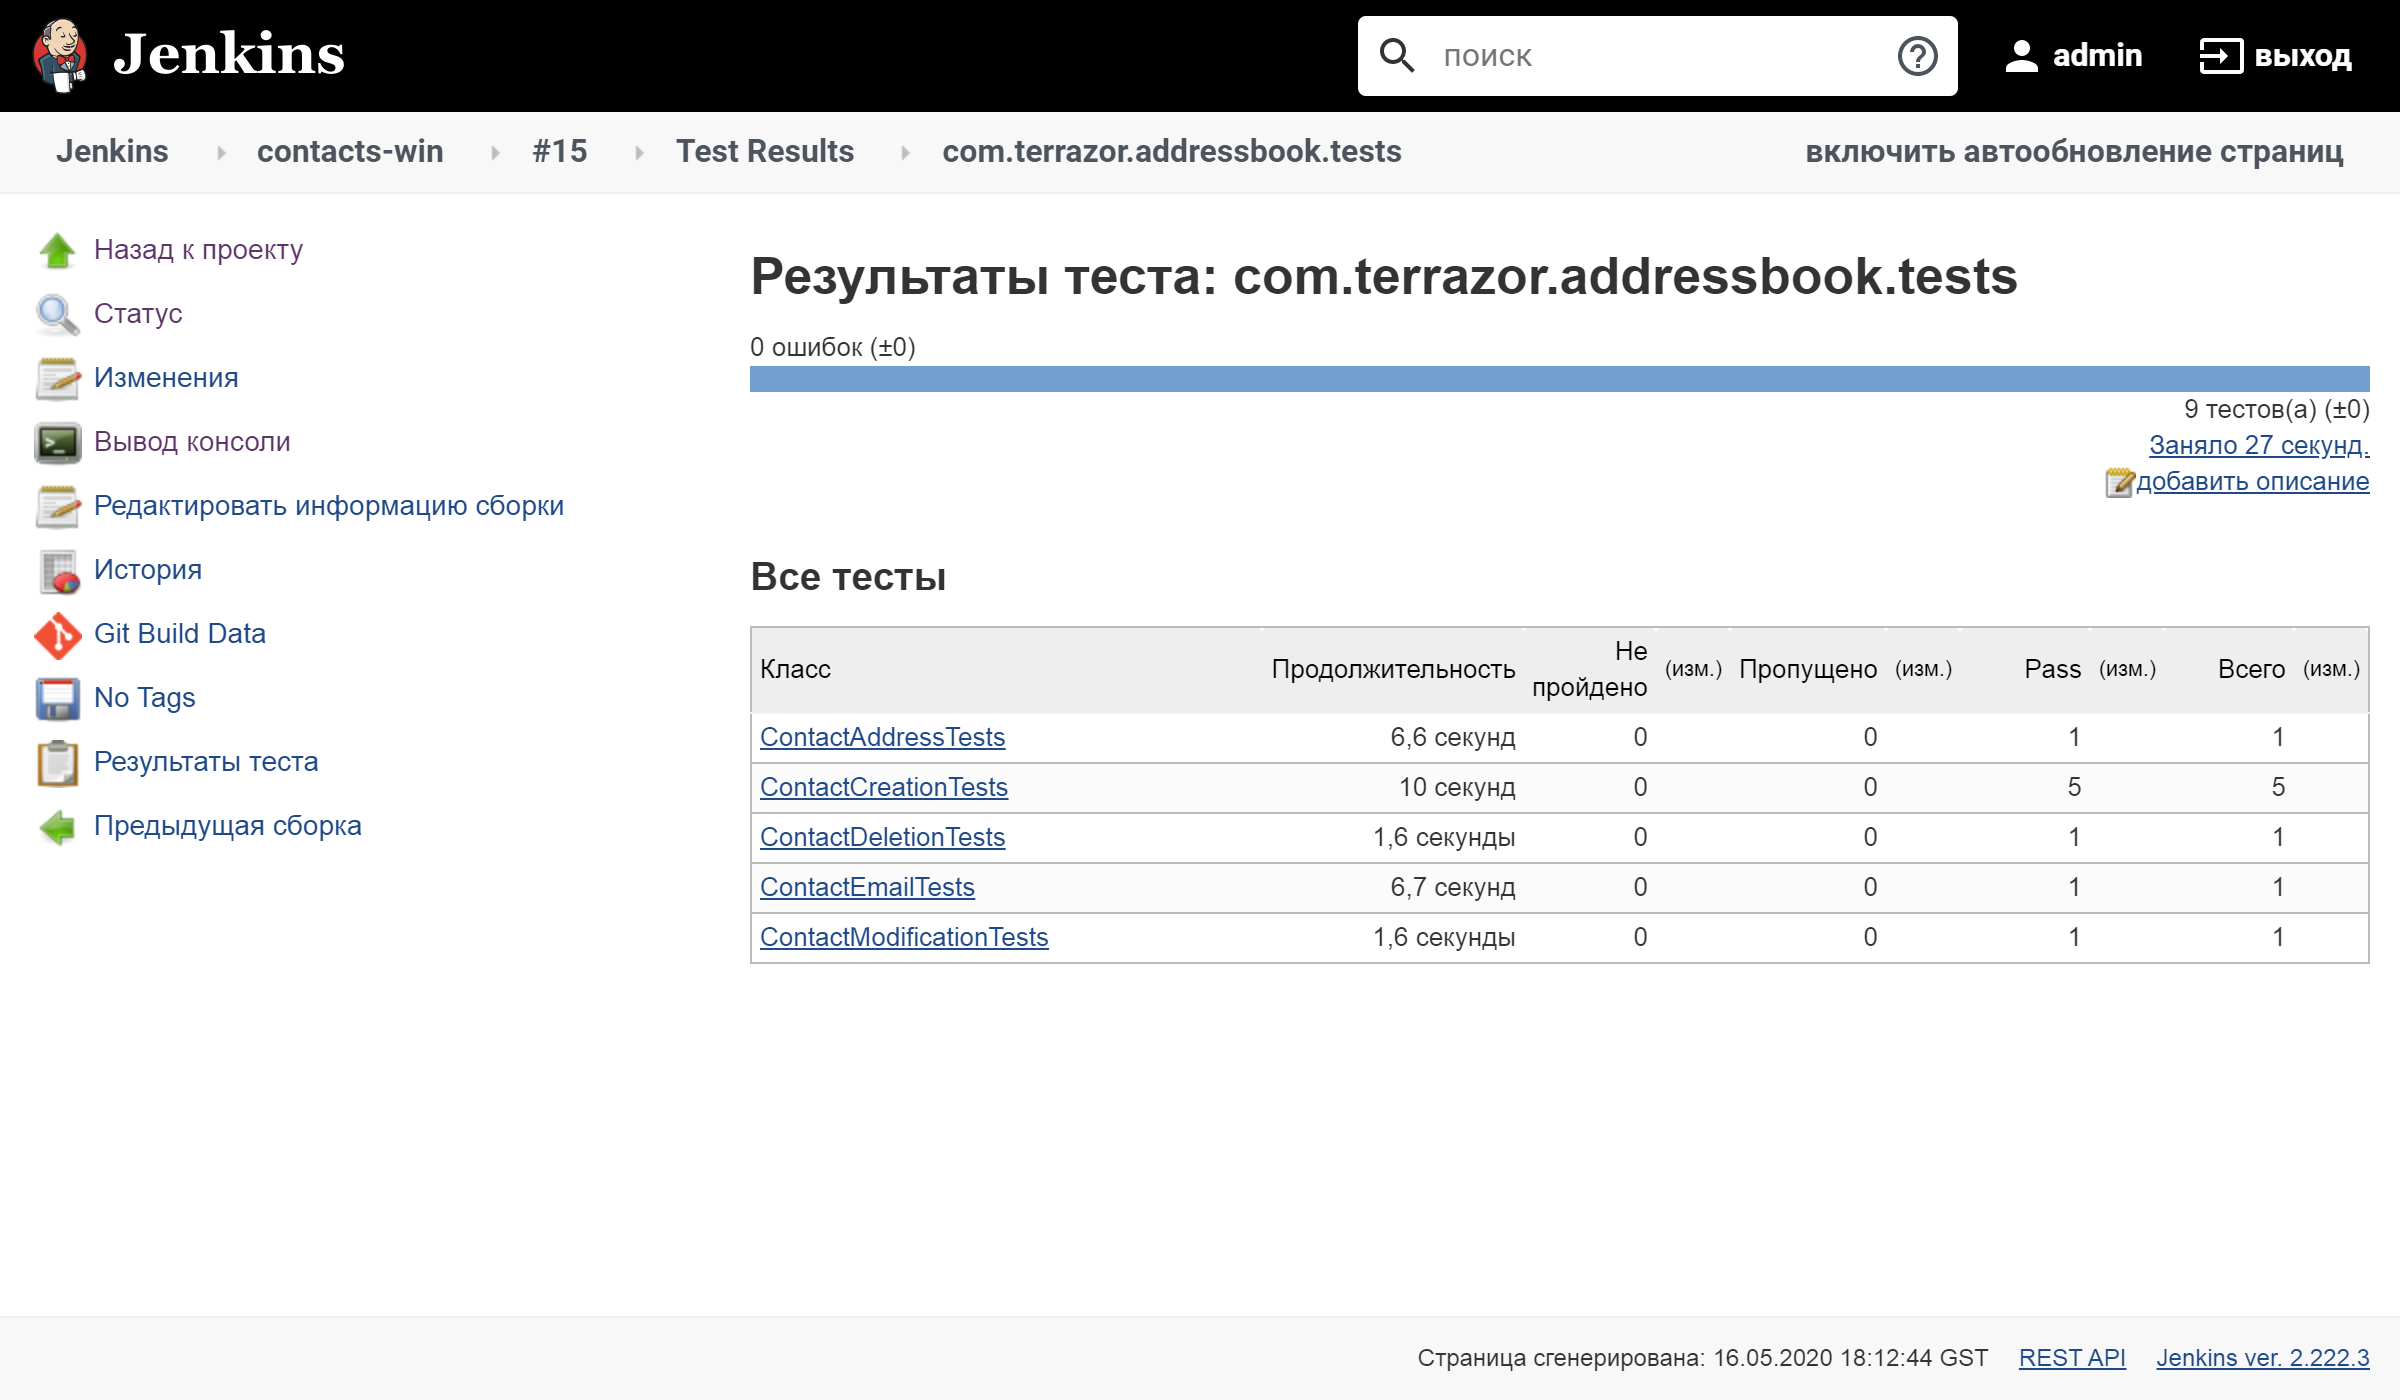 Jenkins
поиск
admin
выход
Jenkins contacts-win #15 Test Results com.terrazor.addressbook.tests
включить автообновление страниц
Назад к проекту
Статус
Изменения
Вывод консоли
Редактировать информацию сборки
История
Git Build Data
No Tags
Результаты теста
Предыдущая сборка
Результаты теста: com.terrazor.addressbook.tests
0 ошибок (±0)
9 тестов(а) (±0)
Заняло 27 секунд.
добавить описание
Все тесты
Класс Продолжительность Не пройдено (изм.) Пропущено (изм.) Pass (изм.) Всего (изм.)
ContactAddressTests 6,6 секунд 0 0 1 1
ContactCreationTests 10 секунд 0 0 5 5
ContactDeletionTests 1,6 секунды 0 0 1 1
ContactEmailTests 6,7 секунд 0 0 1 1
ContactModificationTests 1,6 секунды 0 0 1 1
Страница сгенерирована: 16.05.2020 18:12:44 GST REST API Jenkins ver. 2.222.3